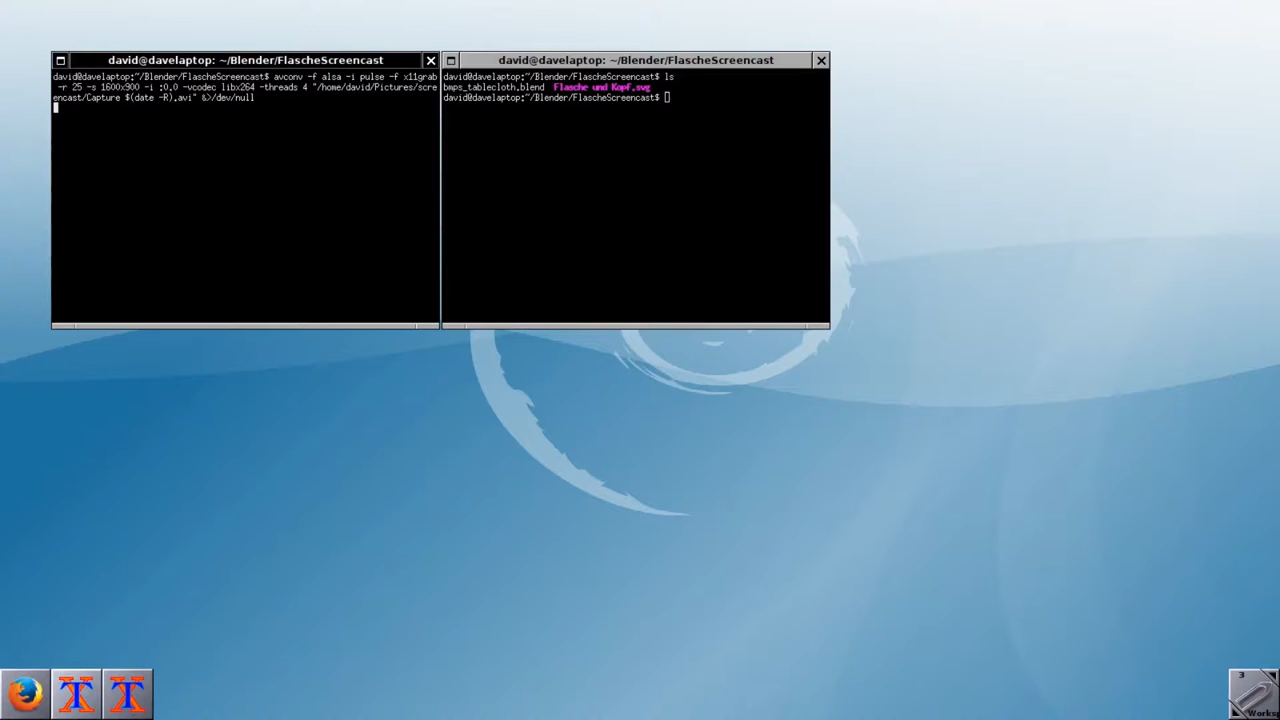 david@davelaptop: ~/Blender/FlascheScreencast
david@davelaptop:~/Blender/FlascheScreencast$ avconv -f alsa -i pulse -f x11grab
-r 25 -s 1600x900 -i :0.0 -vcodec libx264 -threads 4 "/home/david/Pictures/scre
encast/Capture $(date -R).avi" &>/dev/null
david@davelaptop: ~/Blender/FlascheScreencast
david@davelaptop:~/Blender/FlascheScreencast$ ls
bmps_tablecloth.blend Flasche und Kopf.svg
david@davelaptop:~/Blender/FlascheScreencast$
3
Works